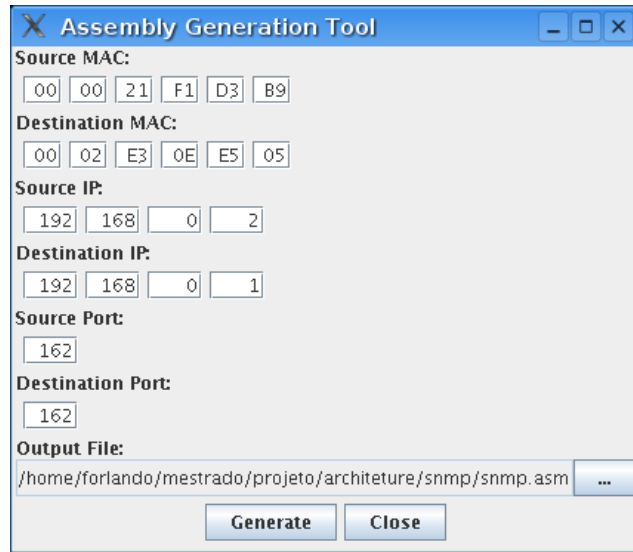 Assembly Generation Tool
Source MAC:
00 00 21 F1 D3 B9
Destination MAC:
00 02 E3 0E E5 05
Source IP:
192 168 0 2
Destination IP:
192 168 0 1
Source Port:
162
Destination Port:
162
Output File:
/home/forlando/mestrado/projeto/architeture/snmp/snmp.asm ...
Generate Close